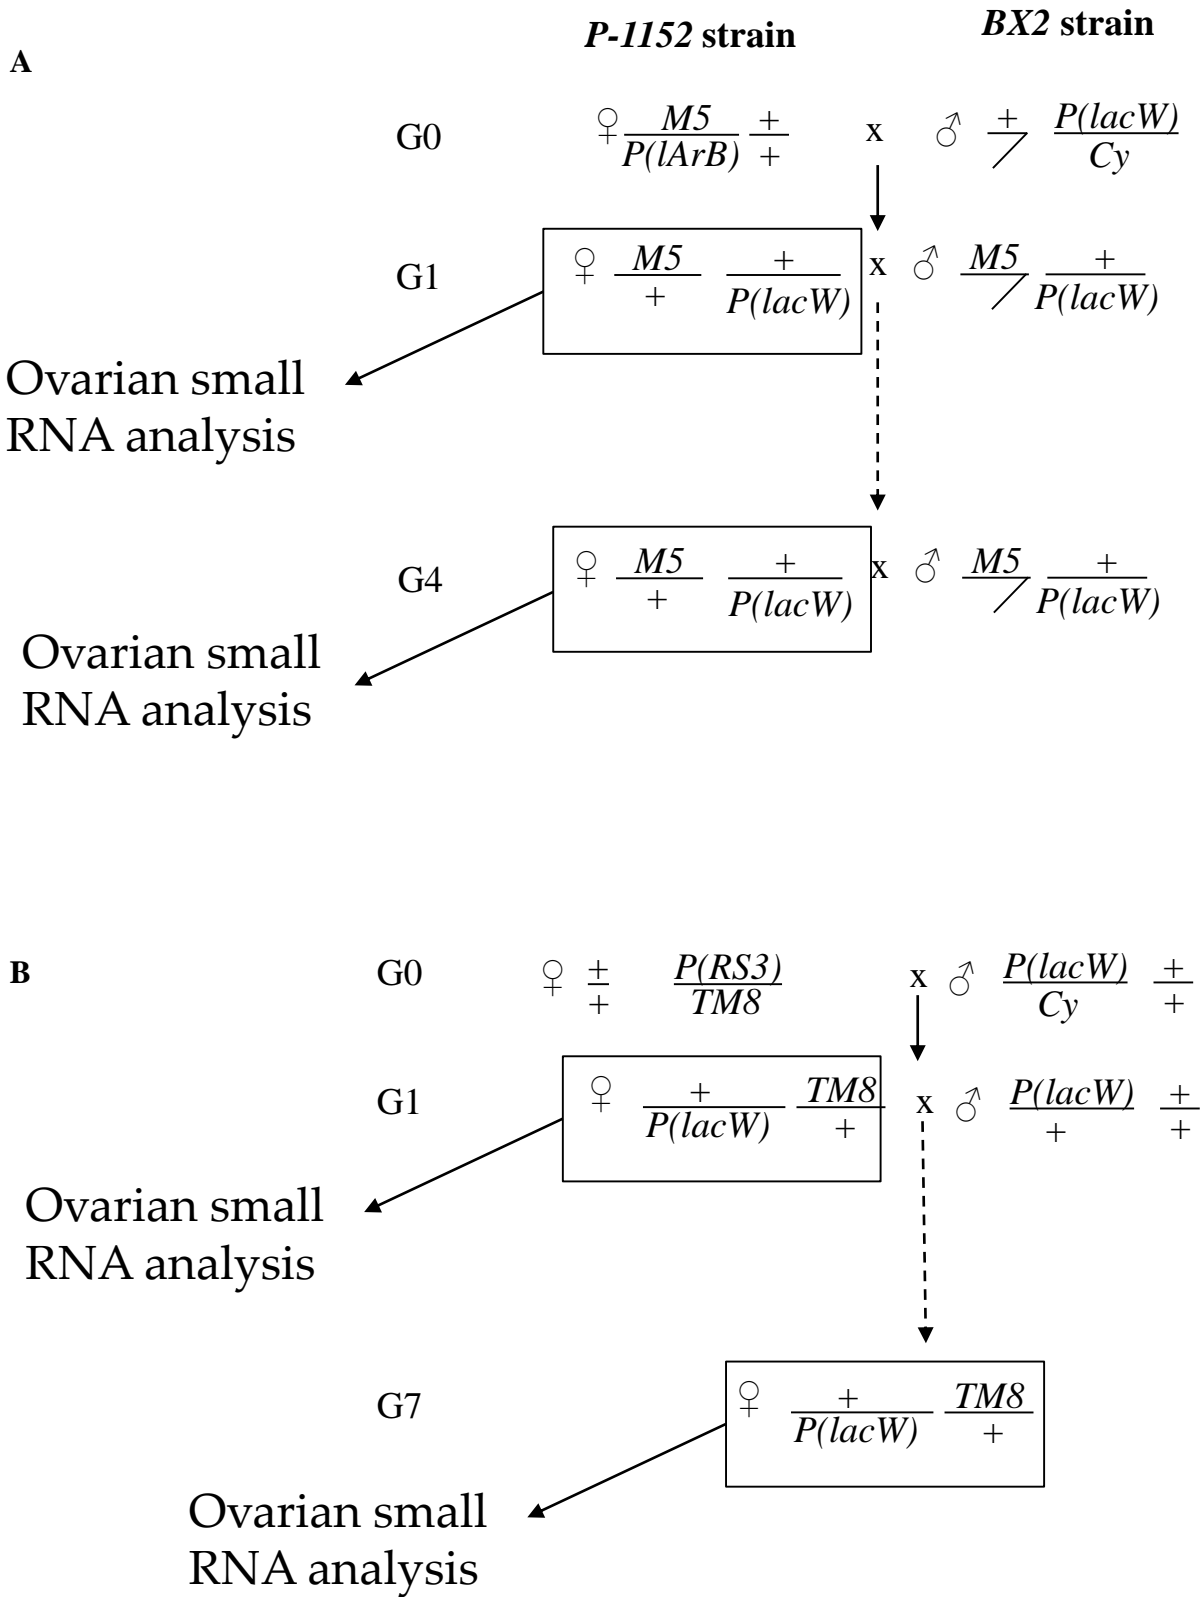 A
P-1152 strain
BX2 strain
G0
♀ M5 +
P(lArB) +
x
♂ + P(lacW)
Cy
G1
♀ M5 +
+ P(lacW)
x
♂ M5 +
P(lacW)
Ovarian small
RNA analysis
G4
♀ M5 +
+ P(lacW)
x
♂ M5 +
P(lacW)
Ovarian small
RNA analysis
B
G0
♀ + P(RS3)
+ TM8
x
♂ P(lacW) +
Cy +
G1
♀ + TM8
P(lacW) +
x
♂ P(lacW) +
+ +
Ovarian small
RNA analysis
G7
♀ + TM8
P(lacW) +
Ovarian small
RNA analysis